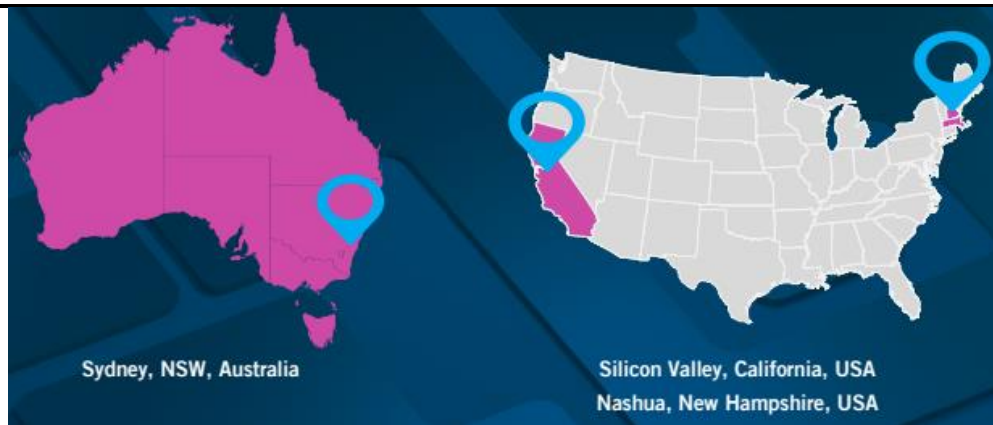 Sydney, NSW, Australia
Silicon Valley, California, USA
Nashua, New Hampshire, USA